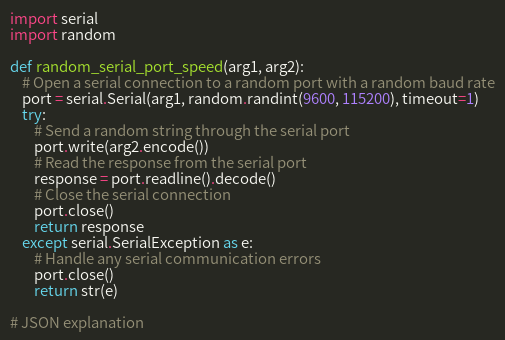 import serial
import random
def random_serial_port_speed(arg1, arg2):
# Open a serial connection to a random port with a random baud rate
port = serial.Serial(arg1, random.randint(9600, 115200), timeout=1)
try:
# Send a random string through the serial port
port.write(arg2.encode())
# Read the response from the serial port
response = port.readline().decode()
# Close the serial connection
port.close()
return response
except serial.SerialException as e:
# Handle any serial communication errors
port.close()
return str(e)
# JSON explanation